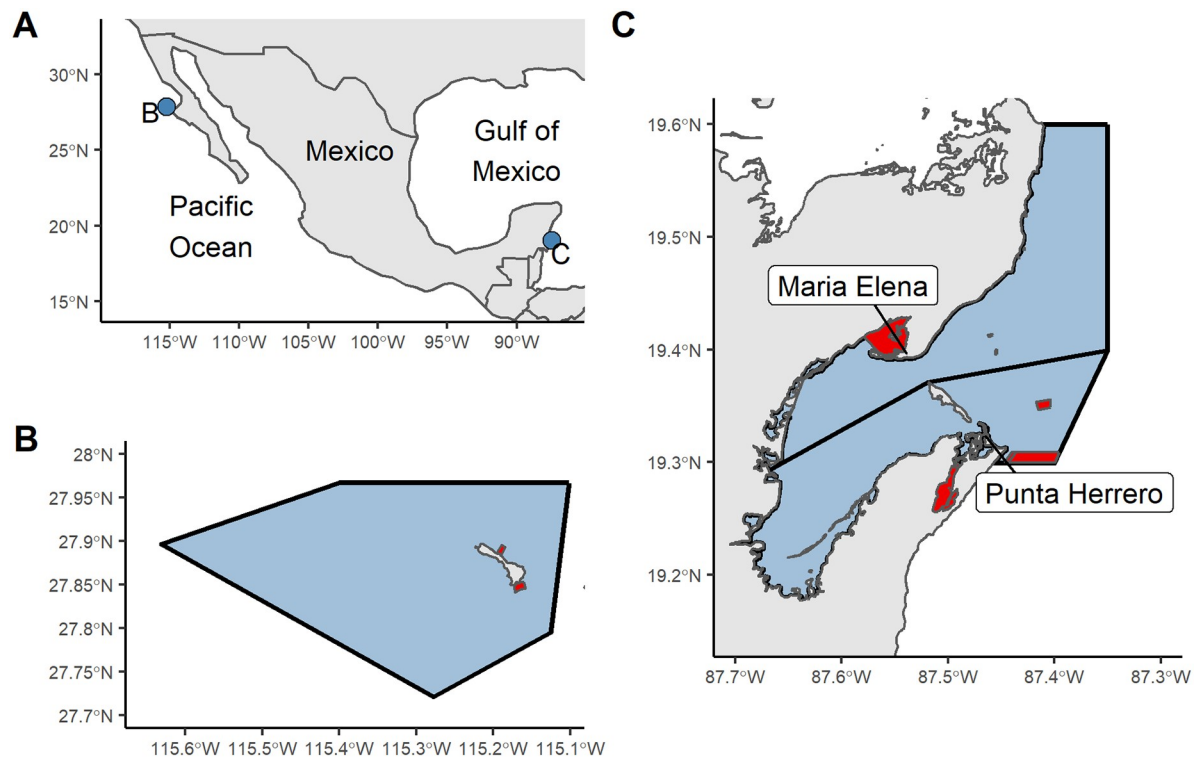 A
30°N
25°N
20°N
15°N
B
Mexico
Gulf of
Mexico
Pacific
Ocean
C
115°W 110°W 105°W 100°W 95°W 90°W
B
28°N
27.95°N
27.9°N
27.85°N
27.8°N
27.75°N
27.7°N
115.6°W 115.5°W 115.4°W 115.3°W 115.2°W 115.1°W
C
19.6°N
19.5°N
19.4°N
19.3°N
19.2°N
Maria Elena
Punta Herrero
87.7°W 87.6°W 87.5°W 87.4°W 87.3°W